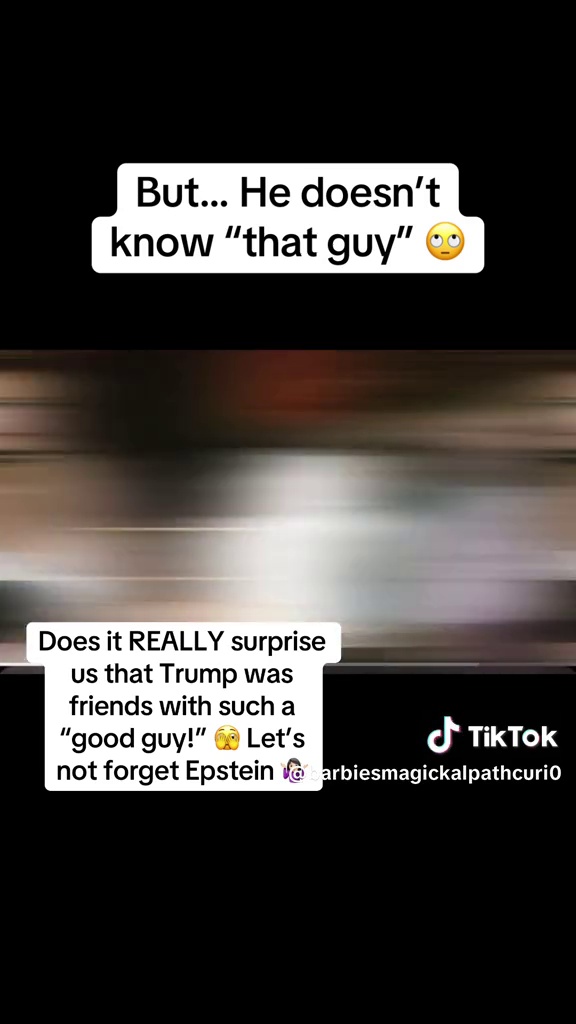 But... He doesn’t
know “that guy” 🙄
Does it REALLY surprise
us that Trump was
friends with such a
“good guy!” 🫣 Let’s
not forget Epstein 🤷🏻‍♀️
TikTok
@barbiesmagickalpathcuri0